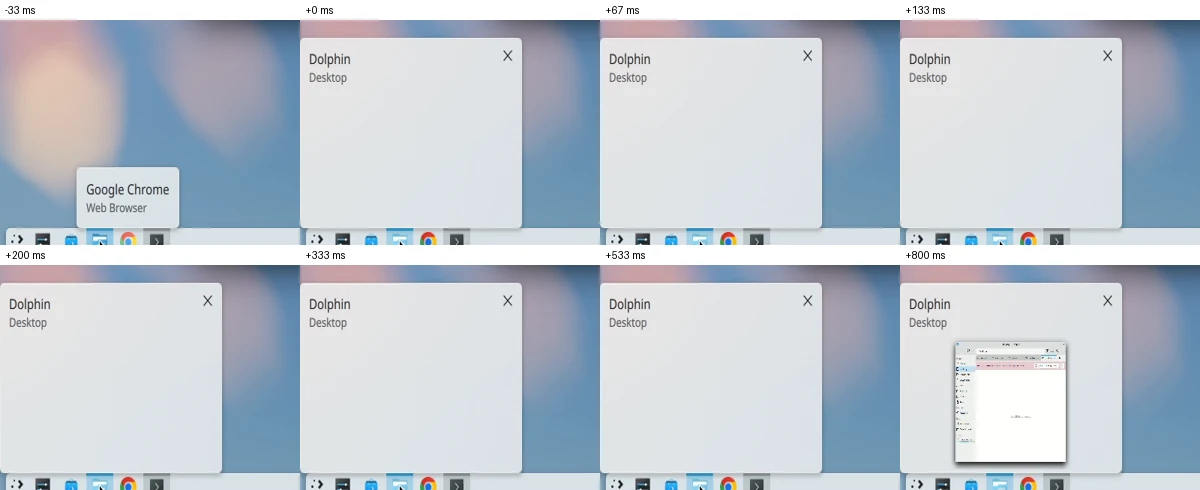 -33 ms
+0 ms
+67 ms
+133 ms
Google Chrome
Web Browser
Dolphin
X
Desktop
Dolphin
X
Desktop
Dolphin
X
Desktop
+200 ms
+333 ms
+533 ms
+800 ms
Dolphin
X
Desktop
Dolphin
X
Desktop
Dolphin
X
Desktop
Dolphin
X
Desktop